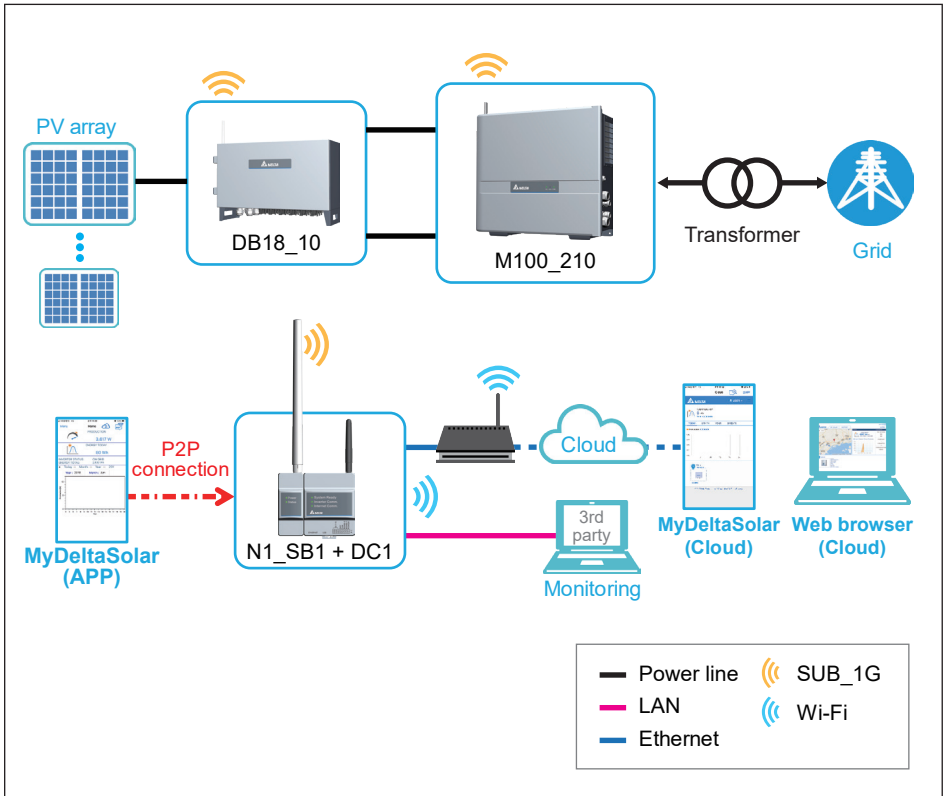 PV array
DB18_10
M100_210
Transformer
Grid
P2P
connection
MyDeltaSolar
(APP)
N1_SB1 + DC1
Cloud
3rd
party
Monitoring
MyDeltaSolar
(Cloud)
Web browser
(Cloud)
Power line
SUB_1G
LAN
Wi-Fi
Ethernet